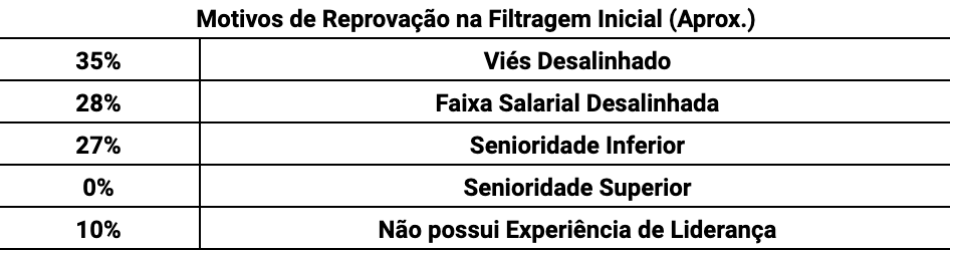 Motivos de Reprovação na Filtragem Inicial (Aprox.)
35% Viés Desalinhado
28% Faixa Salarial Desalinhada
27% Senioridade Inferior
0% Senioridade Superior
10% Não possui Experiência de Liderança